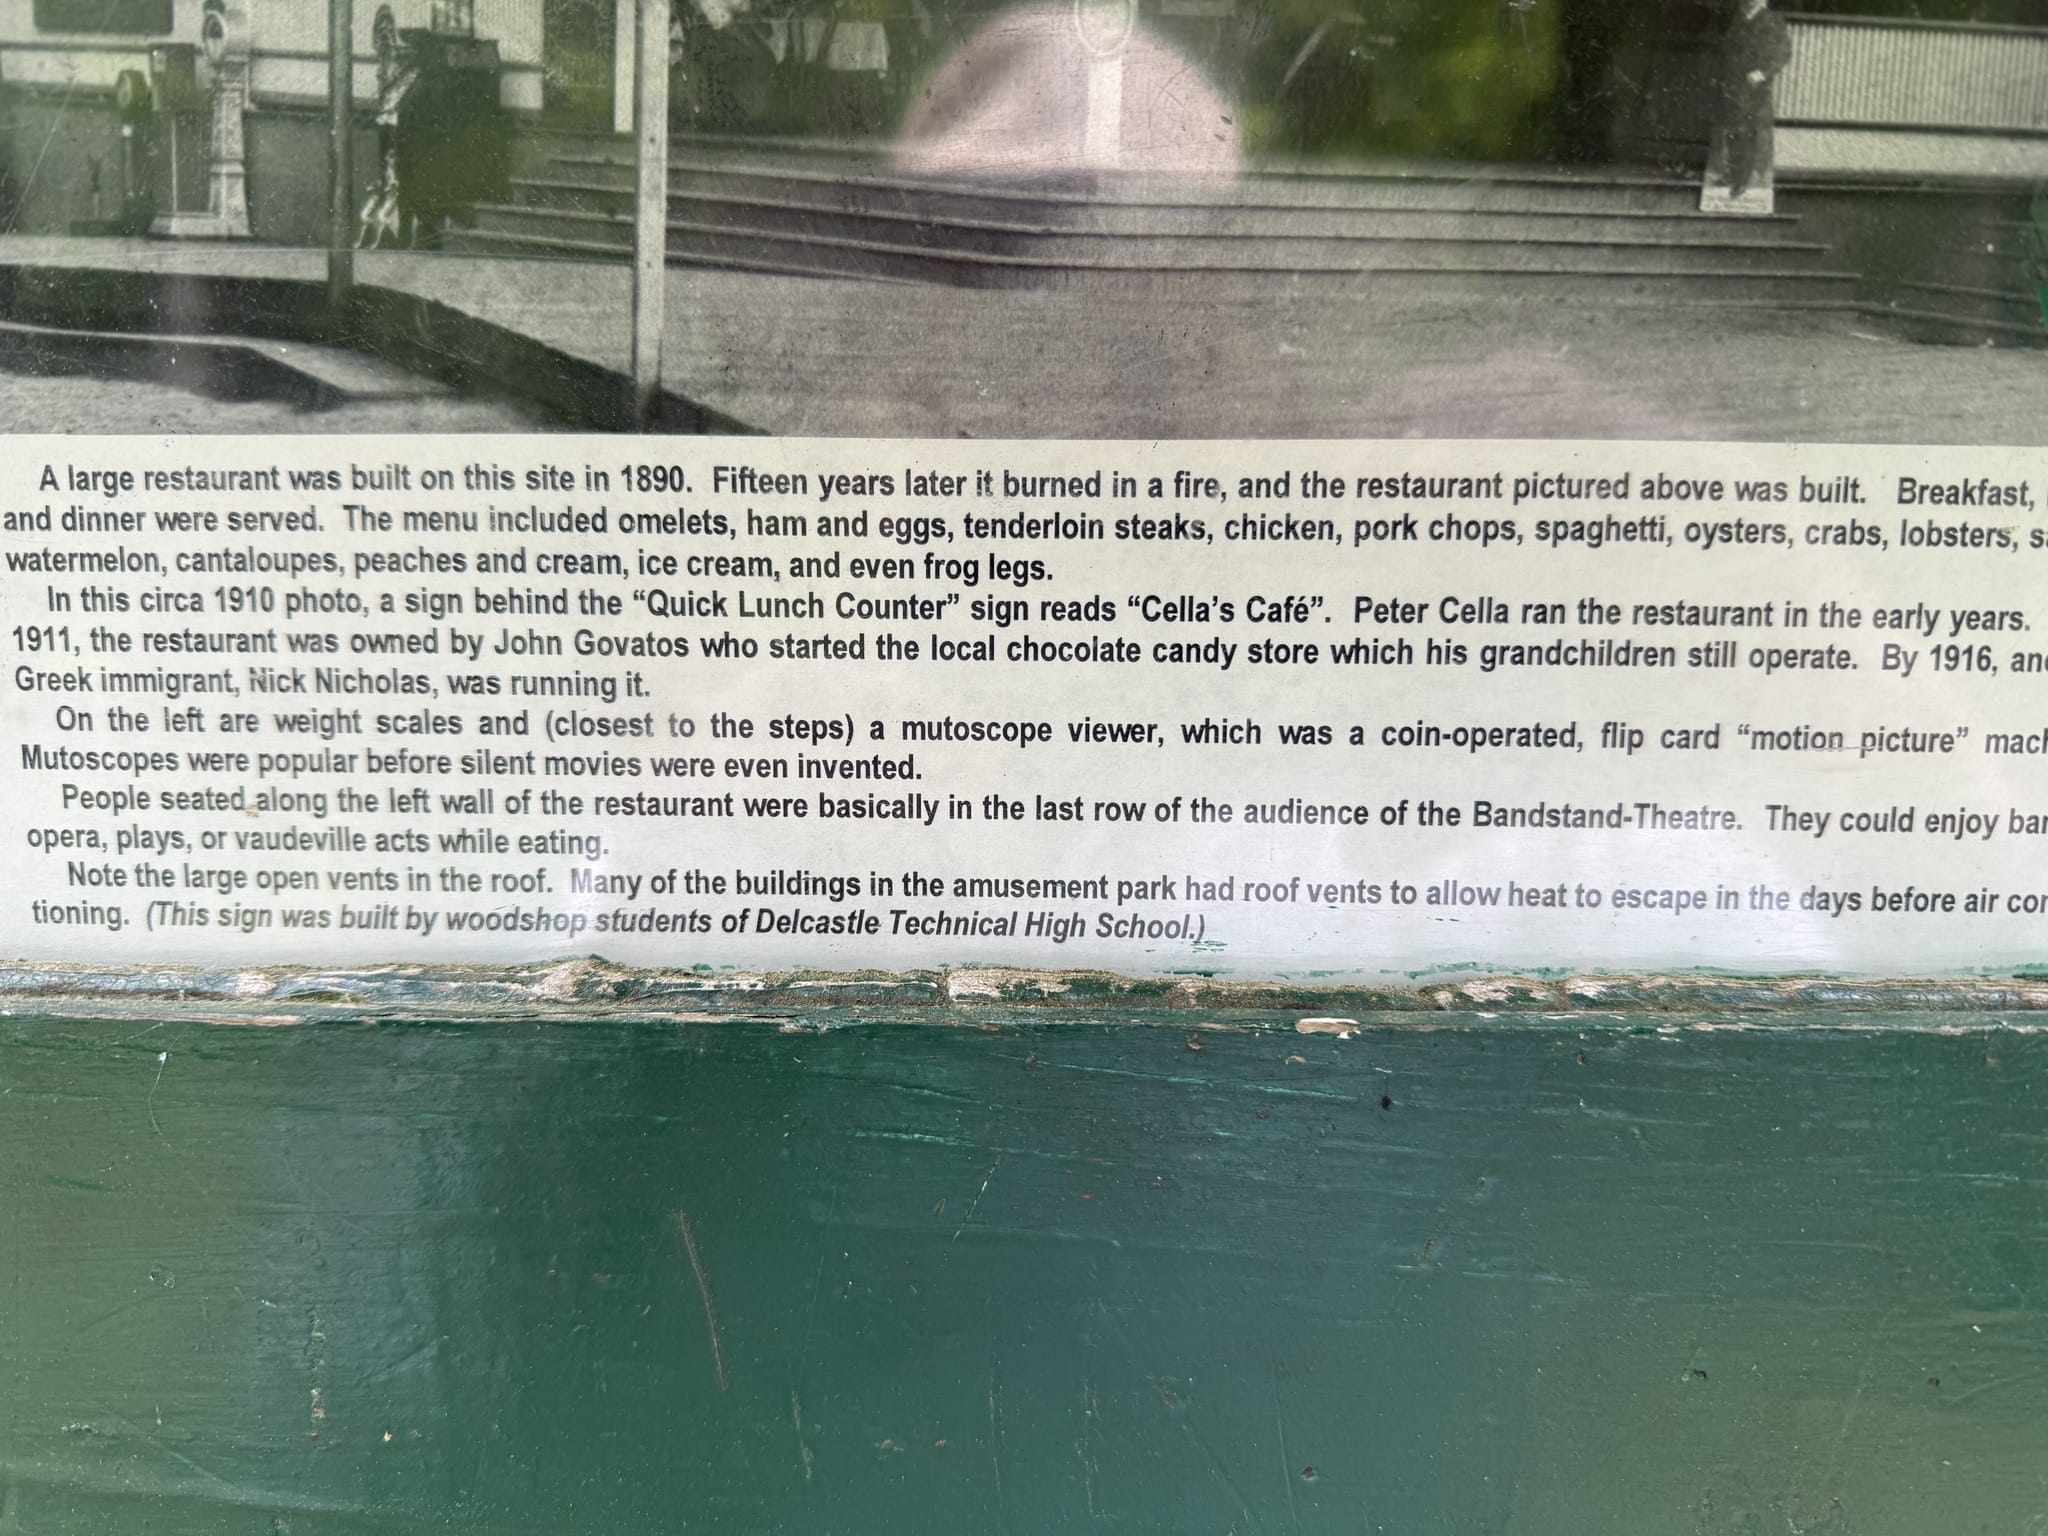 A large restaurant was built on this site in 1890. Fifteen years later it burned in a fire, and the restaurant pictured above was built. Breakfast,
and dinner were served. The menu included omelets, ham and eggs, tenderloin steaks, chicken, pork chops, spaghetti, oysters, crabs, lobsters,
watermelon, cantaloupes, peaches and cream, ice cream, and even frog legs.
In this circa 1910 photo, a sign behind the “Quick Lunch Counter” sign reads “Cella’s Café”. Peter Cella ran the restaurant in the early years.
1911, the restaurant was owned by John Govatos who started the local chocolate candy store which his grandchildren still operate. By 1916,
Greek immigrant, Nick Nicholas, was running it.
On the left are weight scales and (closest to the steps) a mutoscope viewer, which was a coin-operated, flip card “motion picture”
Mutoscopes were popular before silent movies were even invented.
People seated along the left wall of the restaurant were basically in the last row of the audience of the Bandstand-Theatre. They could enjoy
opera, plays, or vaudeville acts while eating.
Note the large open vents in the roof. Many of the buildings in the amusement park had roof vents to allow heat to escape in the days before air
tioning. (This sign was built by woodshop students of Delcastle Technical High School.)